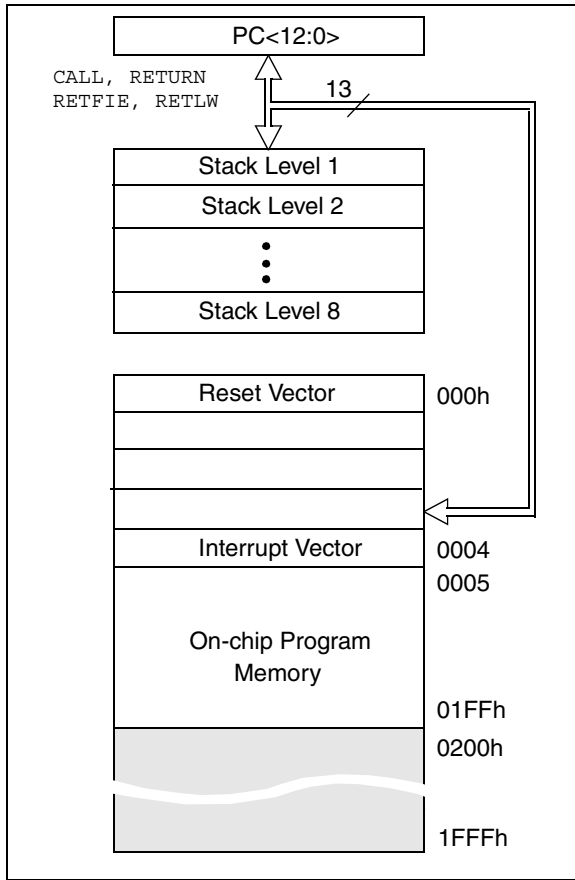 PC<12:0>
CALL, RETURN
RETFIE, RETLW
13
Stack Level 1
Stack Level 2
Stack Level 8
Reset Vector
000h
Interrupt Vector
0004
0005
On-chip Program
Memory
01FFh
0200h
1FFFh